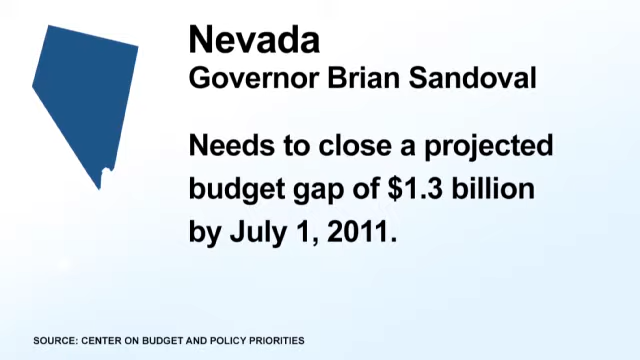 Nevada
Governor Brian Sandoval
Needs to close a projected
budget gap of $1.3 billion
by July 1, 2011.
SOURCE: CENTER ON BUDGET AND POLICY PRIORITIES